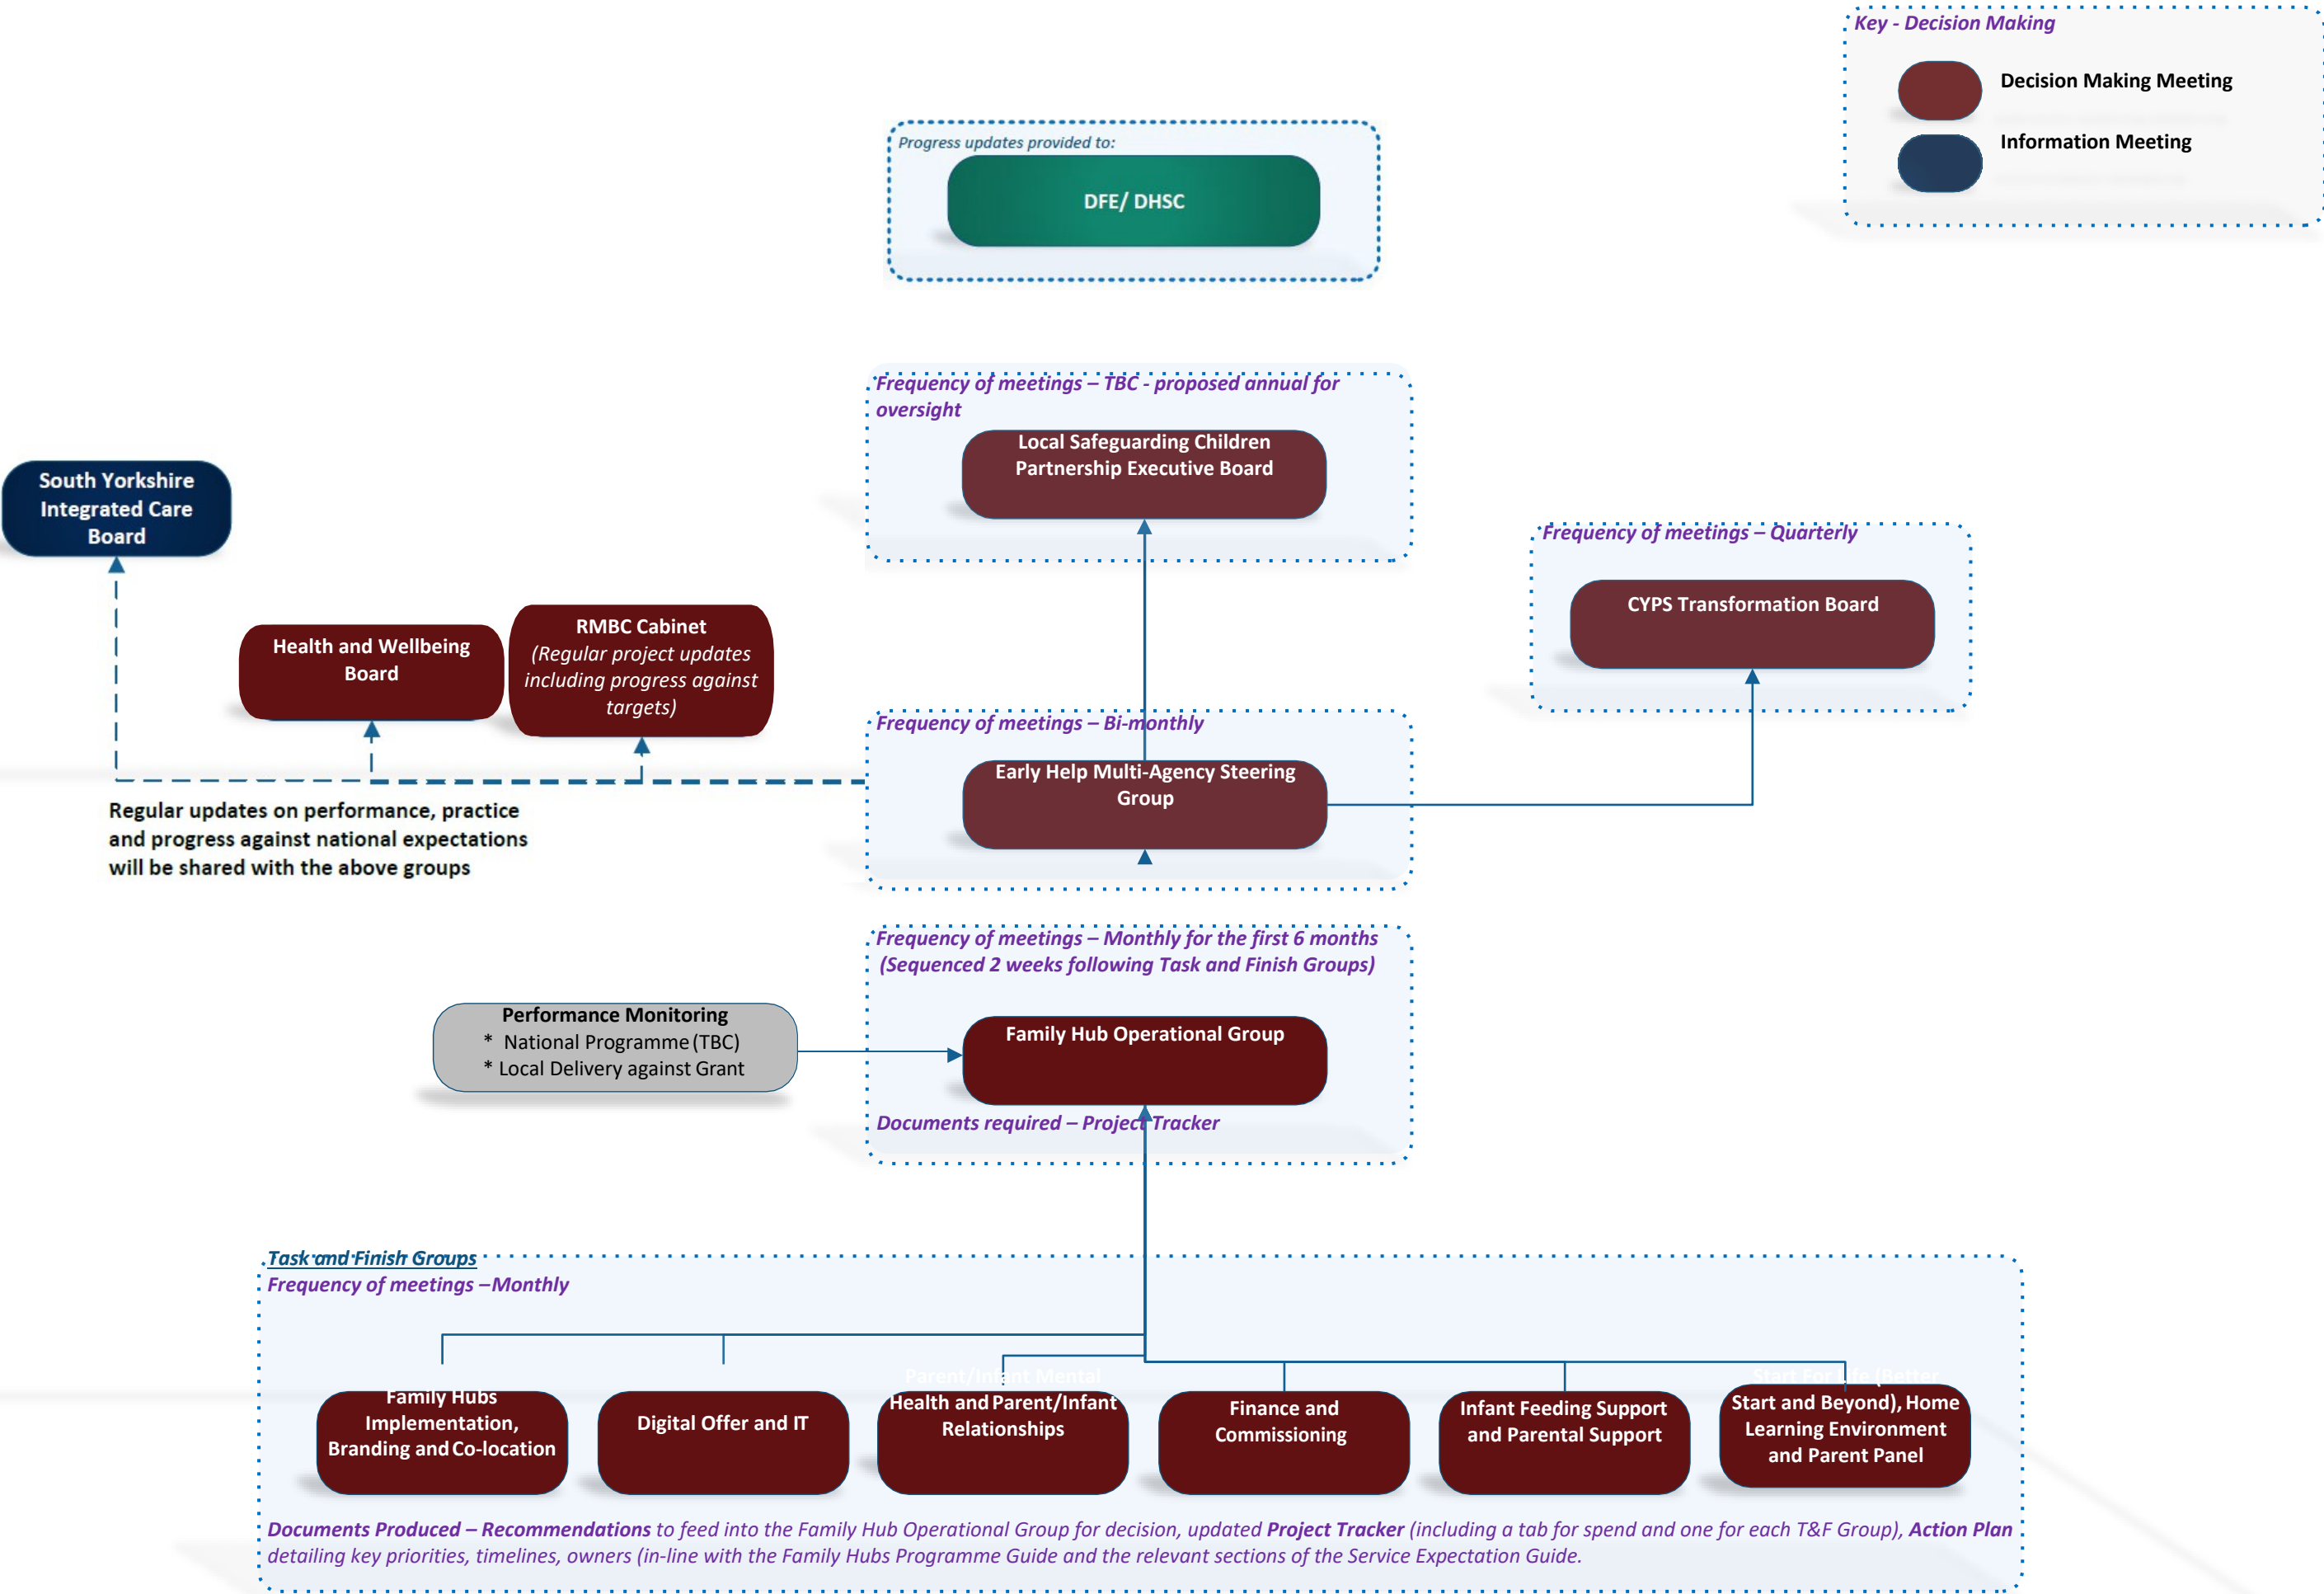 Key - Decision Making
Decision Making Meeting
Information Meeting
Progress updates provided to:
DFE/ DHSC
Frequency of meetings – TBC - proposed annual for
oversight
Local Safeguarding Children
Partnership Executive Board
South Yorkshire
Integrated Care
Board
Frequency of meetings – Quarterly
CYPS Transformation Board
Health and Wellbeing
Board
RMBC Cabinet
(Regular project updates
including progress against
targets)
Frequency of meetings – Bi-monthly
Early Help Multi-Agency Steering
Group
Regular updates on performance, practice
and progress against national expectations
will be shared with the above groups
Frequency of meetings – Monthly for the first 6 months
(Sequenced 2 weeks following Task and Finish Groups)
Performance Monitoring
* National Programme (TBC)
* Local Delivery against Grant
Family Hub Operational Group
Documents required – Project Tracker
Task and Finish Groups
Frequency of meetings –Monthly
Family Hubs
Implementation,
Branding and Co-location
Digital Offer and IT
Parent/Infant Mental
Health and Parent/Infant
Relationships
Finance and
Commissioning
Infant Feeding Support
and Parental Support
Start For Life (Better
Start and Beyond), Home
Learning Environment
and Parent Panel
Documents Produced – Recommendations to feed into the Family Hub Operational Group for decision, updated Project Tracker (including a tab for spend and one for each T&F Group), Action Plan
detailing key priorities, timelines, owners (in-line with the Family Hubs Programme Guide and the relevant sections of the Service Expectation Guide.